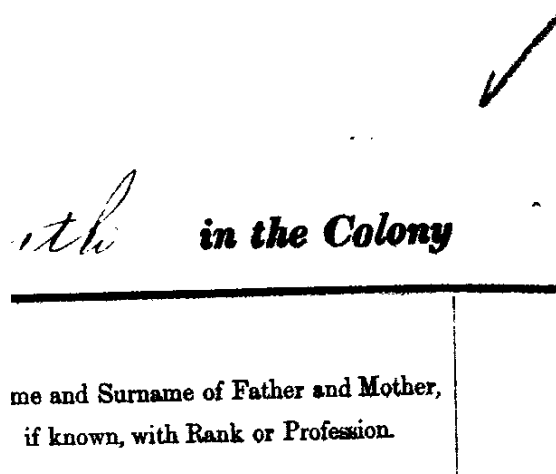 in the Colony
me and Surname of Father and Mother,
if known, with Rank or Profession.